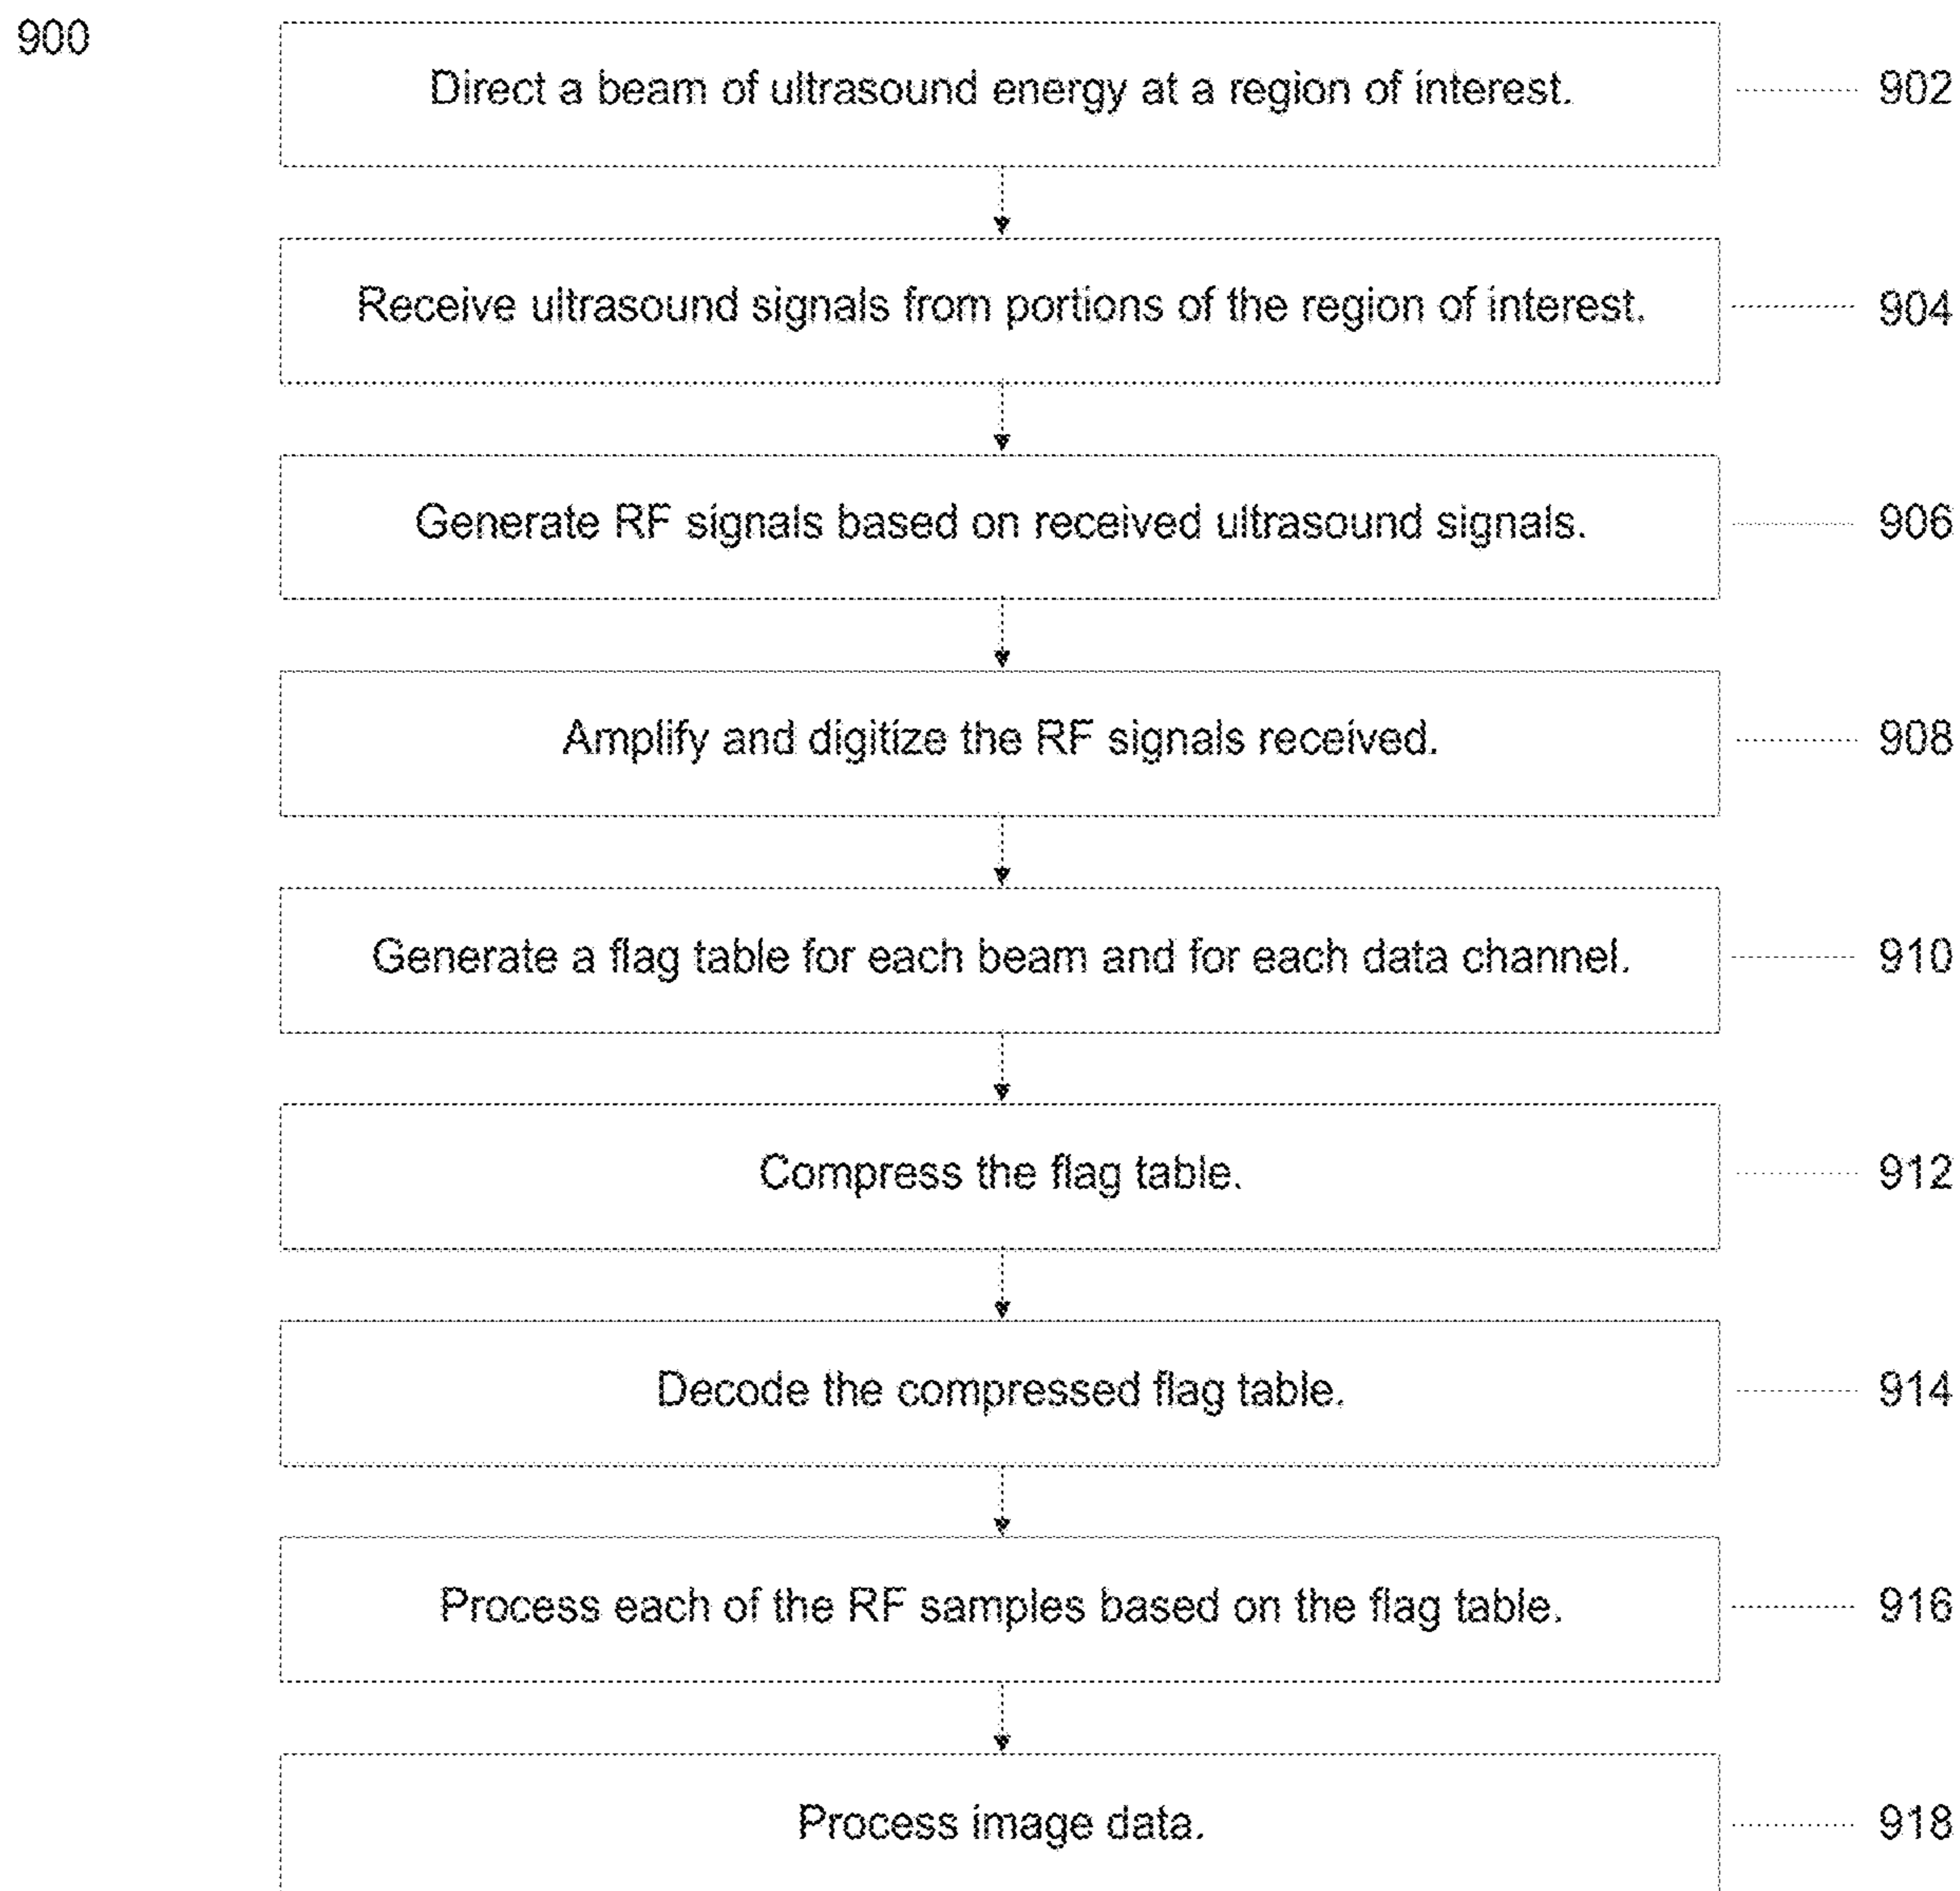 900
Direct a beam of ultrasound energy at a region of interest.
902
Receive ultrasound signals from portions of the region of interest.
904
Generate RF signals based on received ultrasound signals.
906
Amplify and digitize the RF signals received.
908
Generate a flag table for each beam and for each data channel.
910
Compress the flag table.
912
Decode the compressed flag table.
914
Process each of the RF samples based on the flag table.
916
Process image data.
918